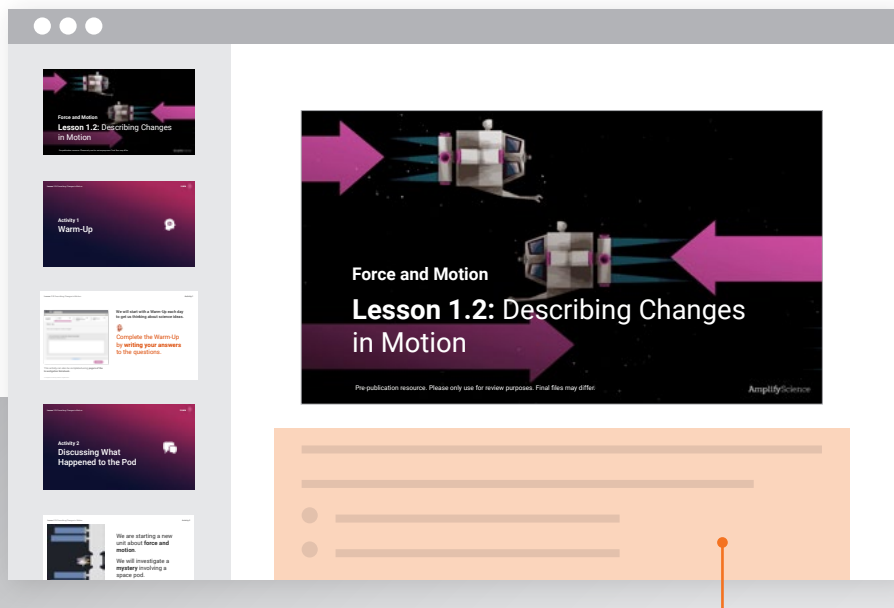 Force and Motion
Lesson 1.2: Describing Changes
in Motion
Activity 1
Warm-Up
We will start with a Warm-Up each day
to get us thinking about science ideas.
Complete the Warm-Up
by writing your answers
to the questions.
Activity 2
Discussing What
Happened to the Pod
We are starting a new
unit about force and
motion.
We will investigate a
mystery involving a
space pod.
Force and Motion
Lesson 1.2: Describing Changes
in Motion
Pre-publication resource. Please only use for review purposes. Final files may differ.
AmplifyScience